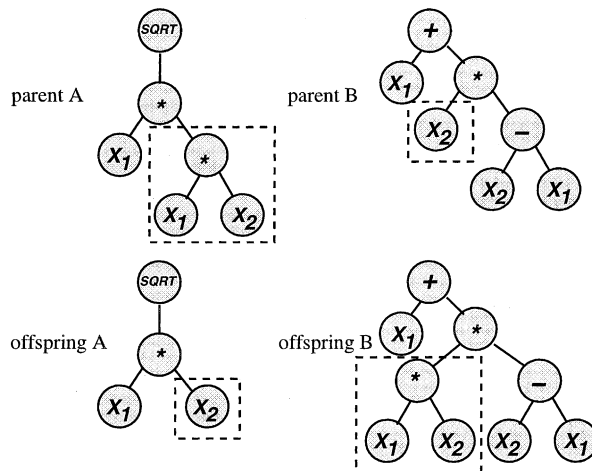 SQRT
+
parent A
*
X1
*
X1 X2
parent B
X1
*
X2
−
X2 X1
SQRT
+
offspring A
*
X1 X2
offspring B
X1
*
*
−
X1 X2 X2 X1